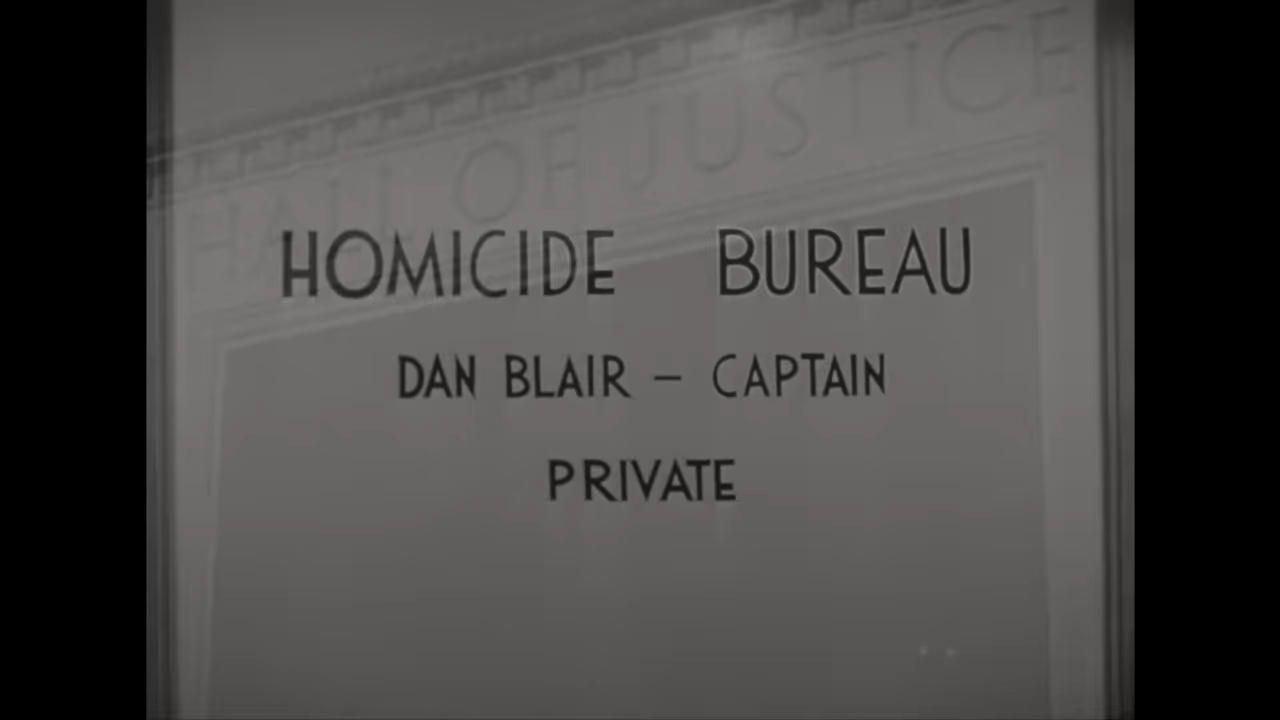 HALL OF JUSTICE
HOMICIDE BUREAU
DAN BLAIR – CAPTAIN
PRIVATE